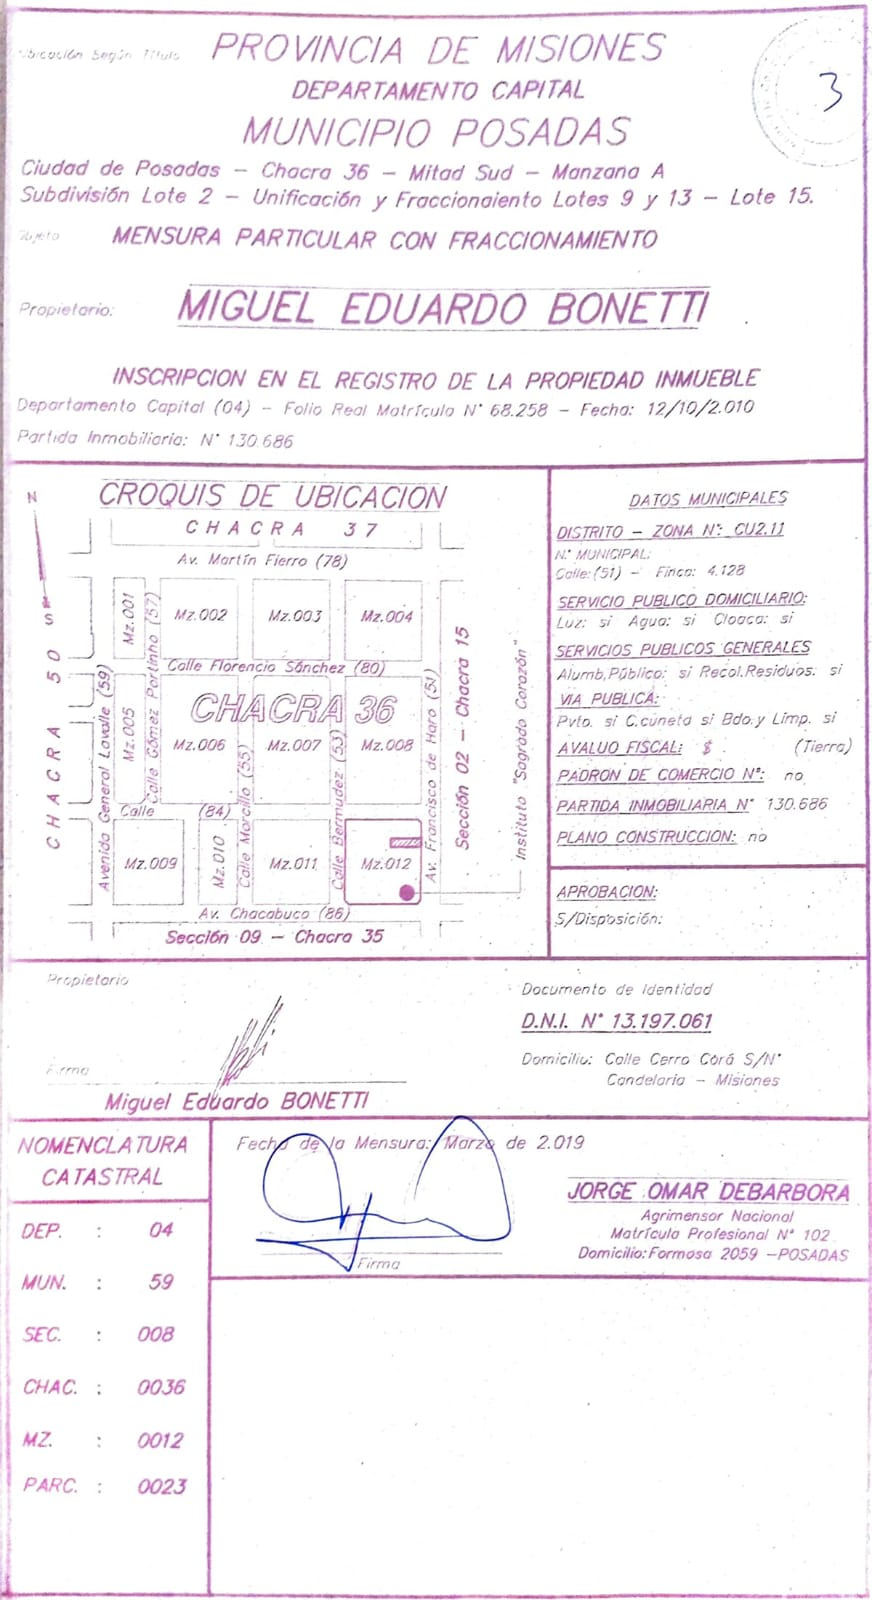 Ubicación Según Título
PROVINCIA DE MISIONES
DEPARTAMENTO CAPITAL
MUNICIPIO POSADAS
3
Ciudad de Posadas – Chacra 36 – Mitad Sud – Manzana A
Subdivisión Lote 2 – Unificación y Fraccionaiento Lotes 9 y 13 – Lote 15.
Objeto MENSURA PARTICULAR CON FRACCIONAMIENTO
Propietario: MIGUEL EDUARDO BONETTI
INSCRIPCION EN EL REGISTRO DE LA PROPIEDAD INMUEBLE
Departamento Capital (04) – Folio Real Matrícula N° 68.258 – Fecha: 12/10/2.010
Partida Inmobiliaria: N° 130.686
CROQUIS DE UBICACION
N
S
CHACRA 37
Av. Martín Fierro (78)
Mz.001
Calle Gómez Portinho (57)
Mz.002
Mz.003
Mz.004
CHACRA 50
Avenida General Lavalle (59)
Calle Florencio Sánchez (80)
CHACRA 36
Mz.005
Mz.006
Calle Morcillo (55)
Mz.007
Calle Bermudez (53)
Mz.008
Av. Francisco de Haro (51)
Sección 02 – Chacra 15
Instituto "Sagrado Corazón"
Calle (84)
Mz.009
Mz.010
Mz.011
Mz.012
Av. Chacabuco (86)
Sección 09 – Chacra 35
DATOS MUNICIPALES
DISTRITO – ZONA N°: CU2.11
N° MUNICIPAL:
Calle:(51) – Finca: 4.128
SERVICIO PUBLICO DOMICILIARIO:
Luz: si Agua: si Cloaca: si
SERVICIOS PUBLICOS GENERALES
Alumb.Público: si Recol.Residuos: si
VIA PUBLICA:
Pvto. si C.cuneta si Bda.y Limp. si
AVALUO FISCAL: $ . (Tierra)
PADRON DE COMERCIO N°: no
PARTIDA INMOBILIARIA N° 130.686
PLANO CONSTRUCCION: no
APROBACION:
S/Disposición:
Propietario
Firma
Miguel Eduardo BONETTI
Documento de Identidad
D.N.I. N° 13.197.061
Domicilio: Calle Cerro Corá S/N°
Candelaria – Misiones
NOMENCLATURA
CATASTRAL
DEP. : 04
MUN. : 59
SEC. : 008
CHAC. : 0036
MZ. : 0012
PARC. : 0023
Fecha de la Mensura: Marzo de 2.019
Firma
JORGE OMAR DEBARBORA
Agrimensor Nacional
Matrícula Profesional N° 102
Domicilio:Formosa 2059 –POSADAS